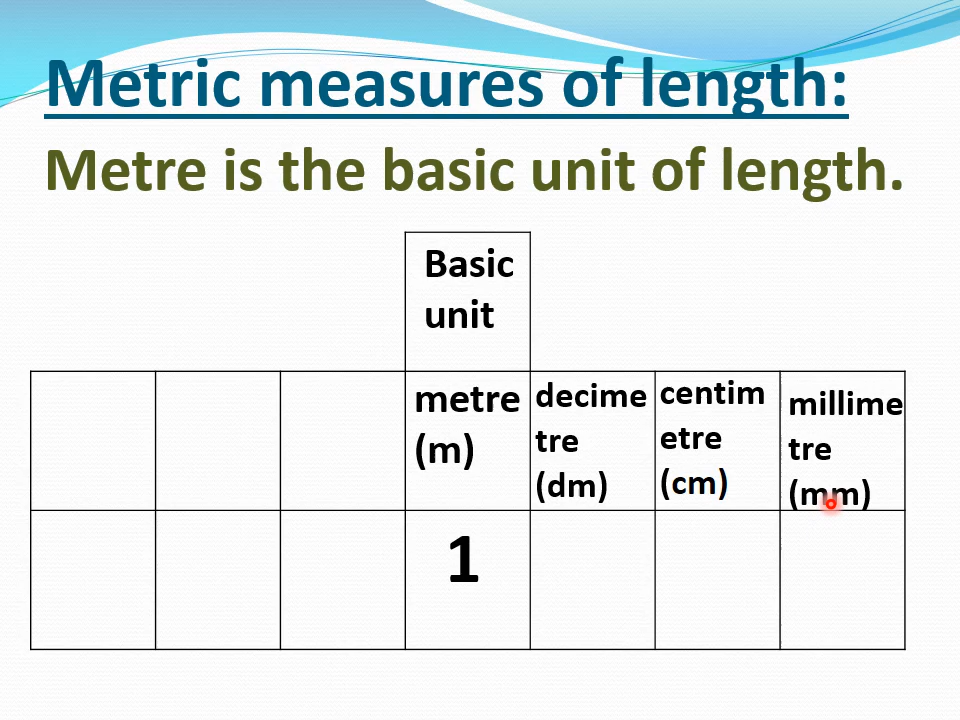 Metric measures of length:
Metre is the basic unit of length.
Basic
unit
metre
(m)
decime
tre
(dm)
centim
etre
(cm)
millime
tre
(mm)
1